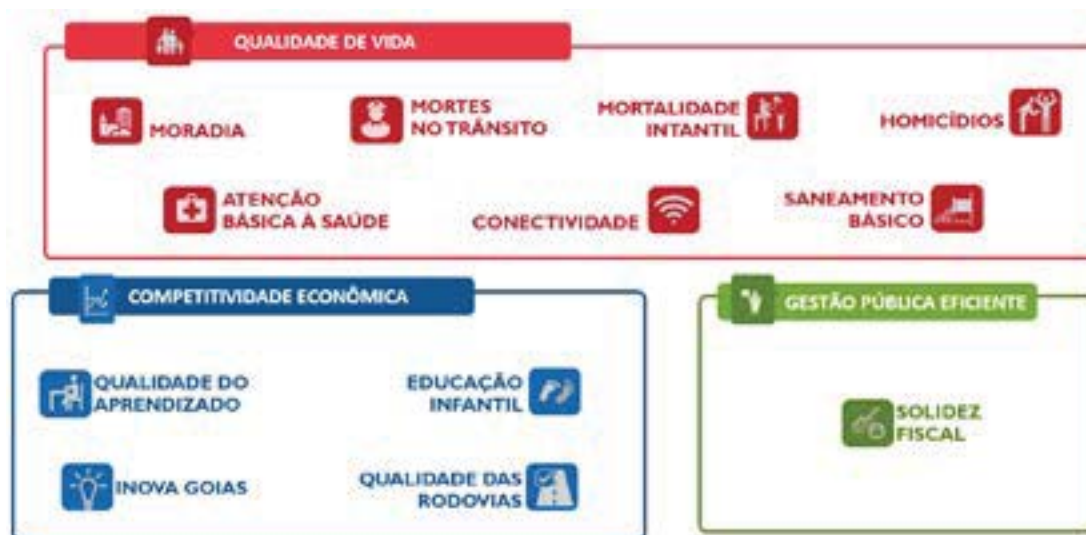 QUALIDADE DE VIDA
MORADIA
MORTES
NO TRÂNSITO
MORTALIDADE
INTANTIL
HOMICÍDIOS
ATENÇÃO
BÁSICA À SAÚDE
CONECTIVIDADE
SANEAMENTO
BÁSICO
COMPETITIVIDADE ECONÔMICA
QUALIDADE DO
APRENDIZADO
EDUCAÇÃO
INFANTIL
INOVA GOIAS
QUALIDADE DAS
RODOVIAS
GESTÃO PÚBLICA EFICIENTE
SOLIDEZ
FISCAL